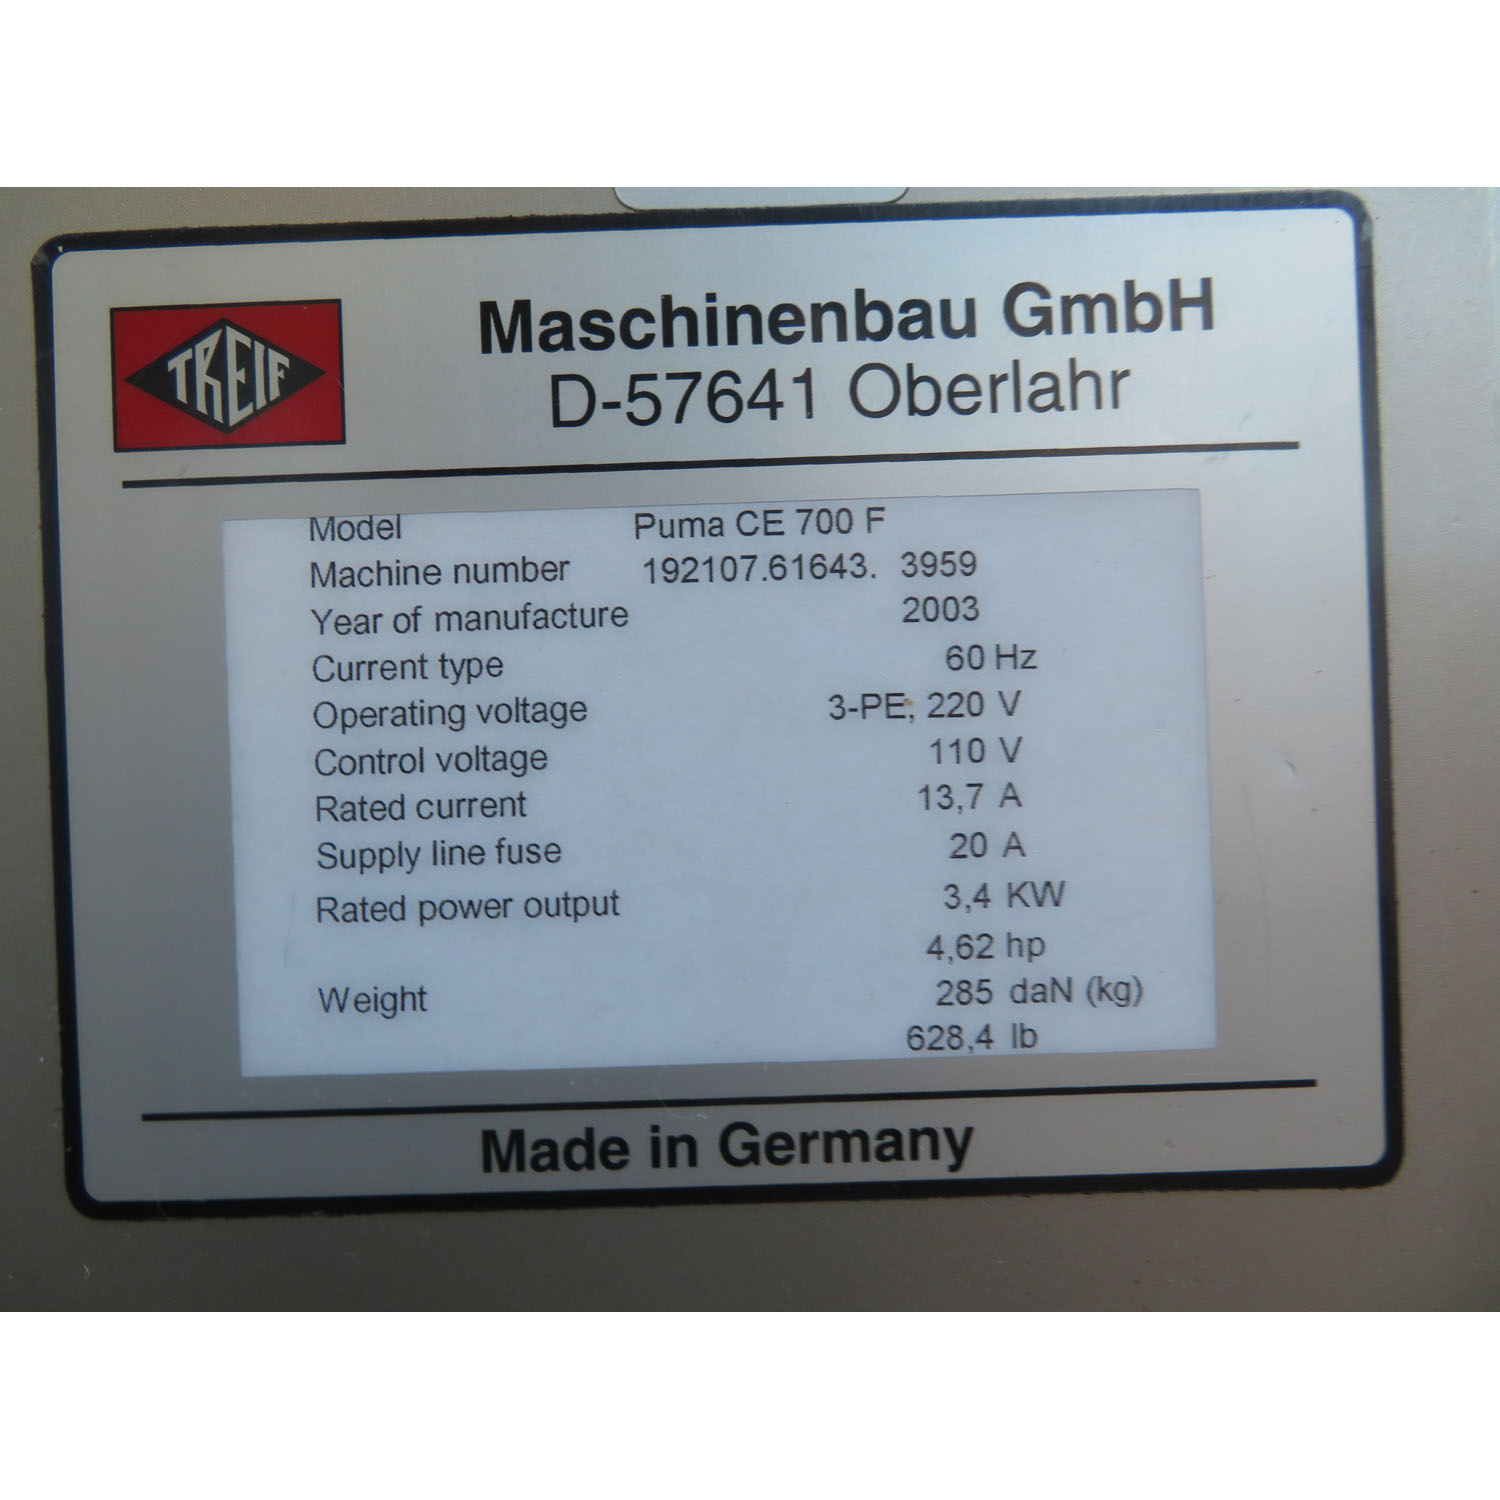 TREIF
Maschinenbau GmbH
D-57641 Oberlahr
Model Puma CE 700 F
Machine number 192107.61643. 3959
Year of manufacture 2003
Current type 60 Hz
Operating voltage 3-PE, 220 V
Control voltage 110 V
Rated current 13,7 A
Supply line fuse 20 A
Rated power output 3,4 KW
4,62 hp
Weight 285 daN (kg)
628,4 lb
Made in Germany